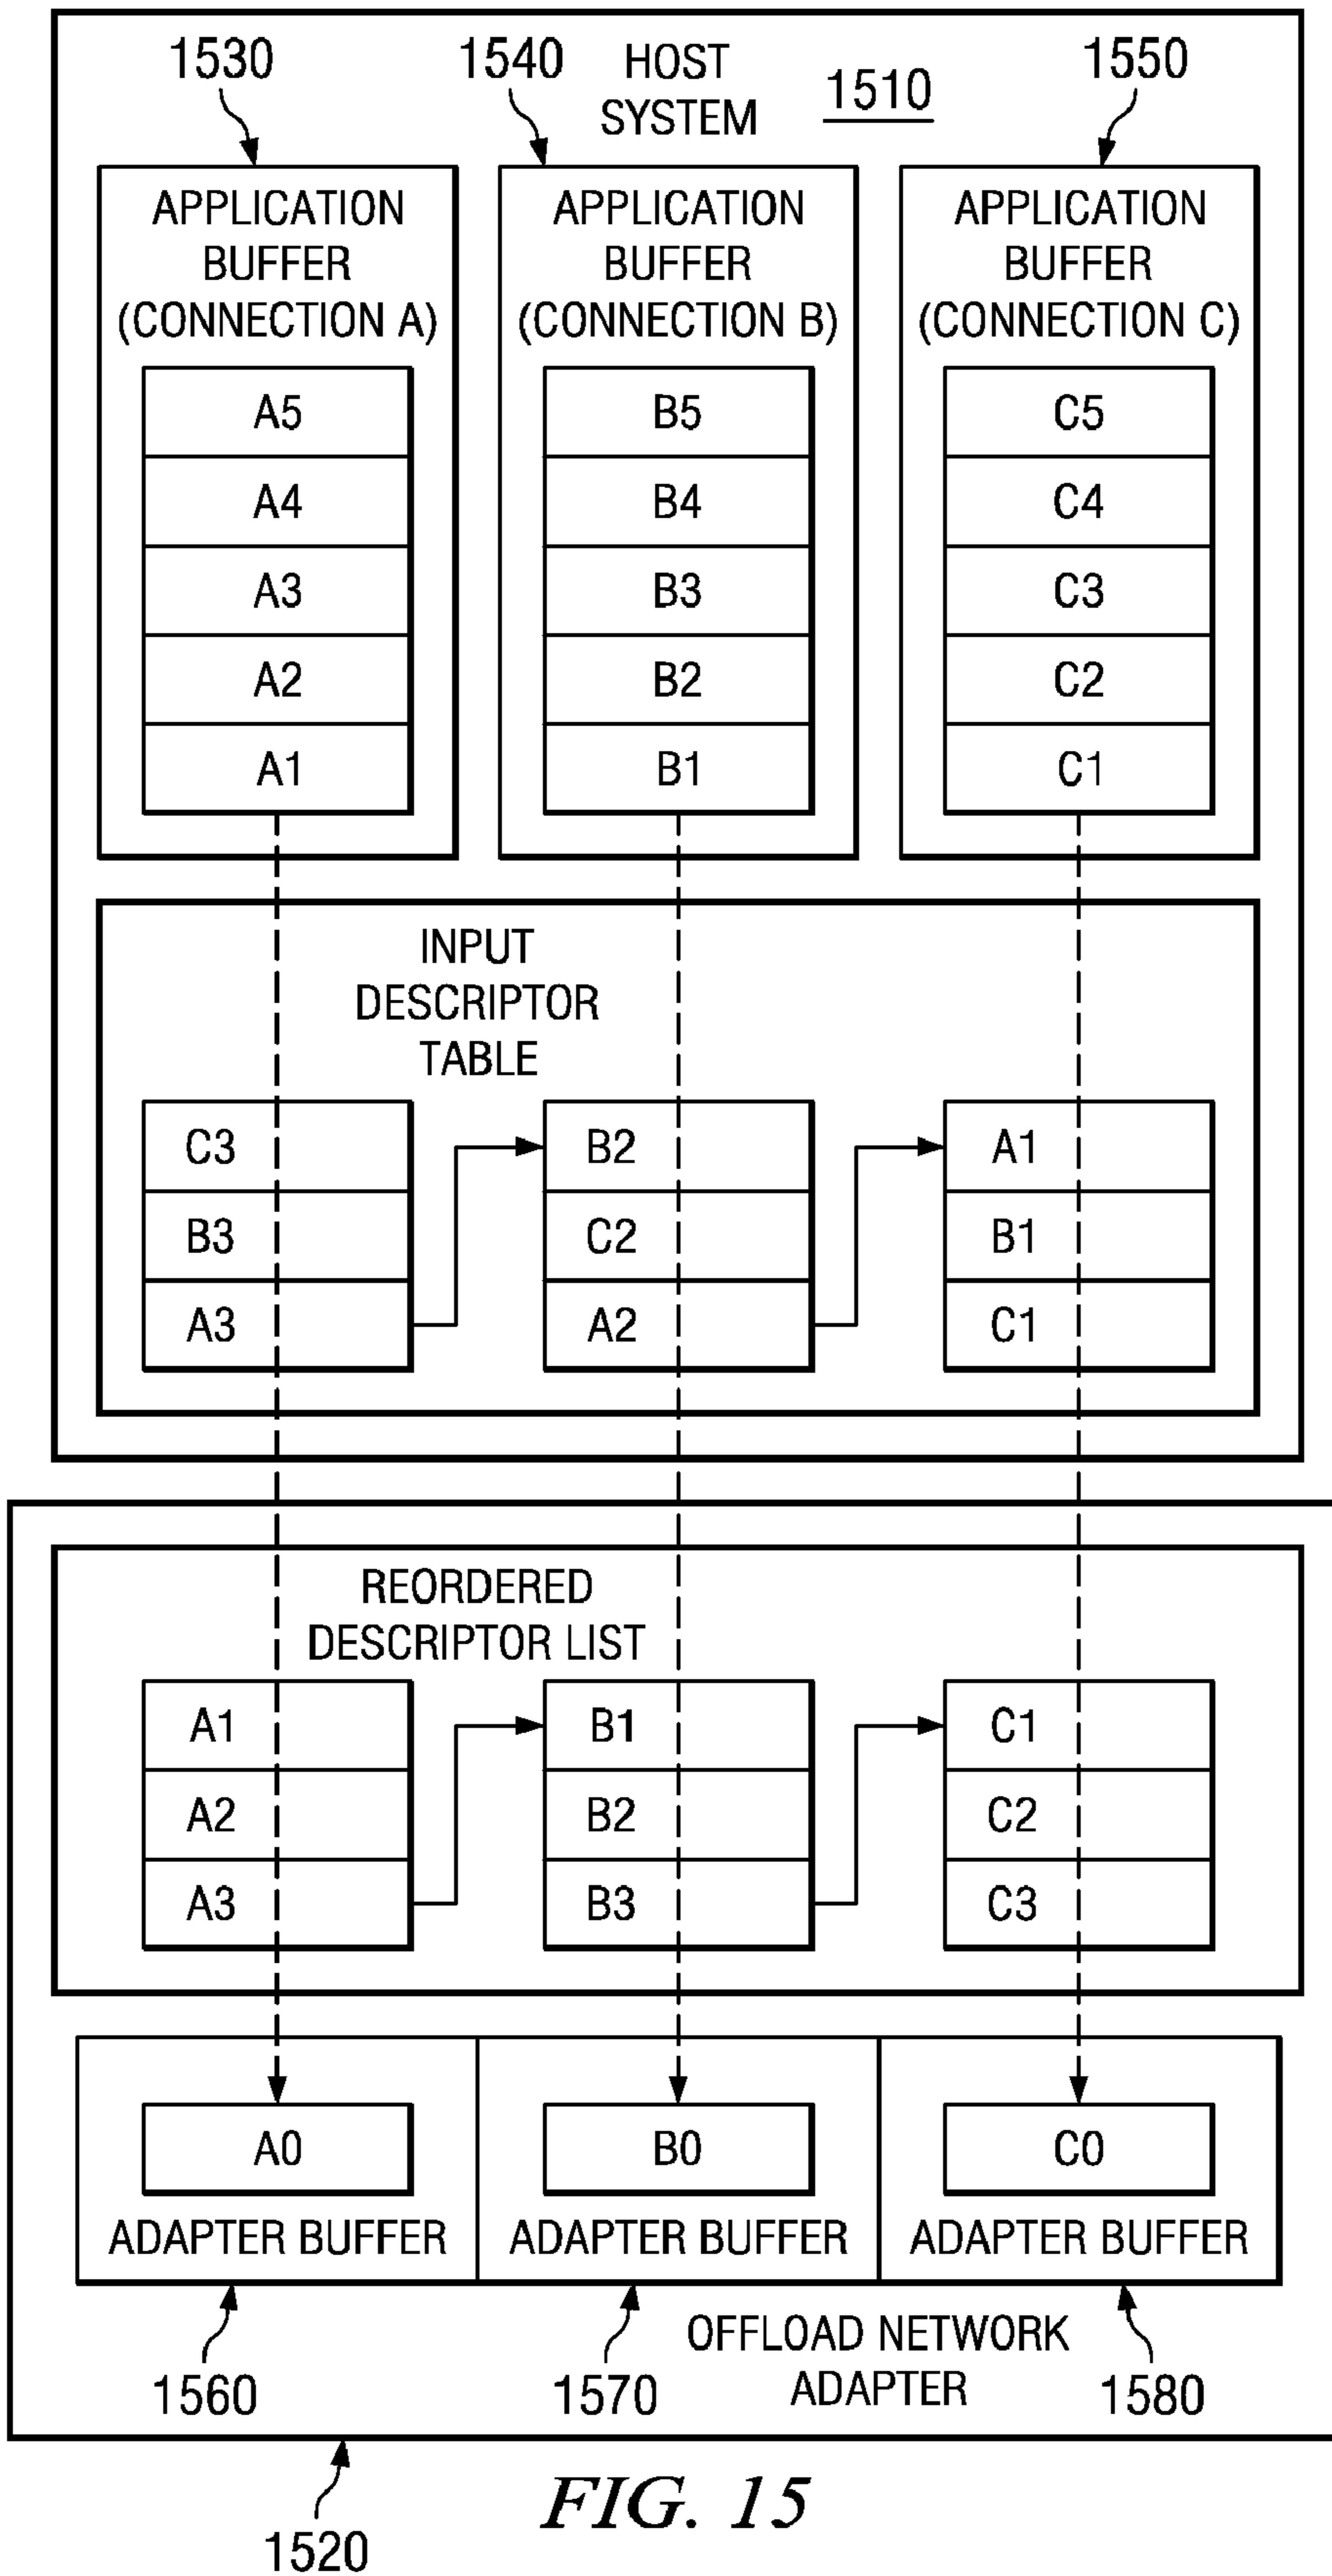 1530
1540
HOST
SYSTEM
1510
1550
APPLICATION
BUFFER
(CONNECTION A)
A5
A4
A3
A2
A1
APPLICATION
BUFFER
(CONNECTION B)
B5
B4
B3
B2
B1
APPLICATION
BUFFER
(CONNECTION C)
C5
C4
C3
C2
C1
INPUT
DESCRIPTOR
TABLE
C3
B3
A3
B2
C2
A2
A1
B1
C1
REORDERED
DESCRIPTOR LIST
A1
A2
A3
B1
B2
B3
C1
C2
C3
A0
ADAPTER BUFFER
B0
ADAPTER BUFFER
C0
ADAPTER BUFFER
1560
1570
OFFLOAD NETWORK
ADAPTER
1580
1520
FIG. 15